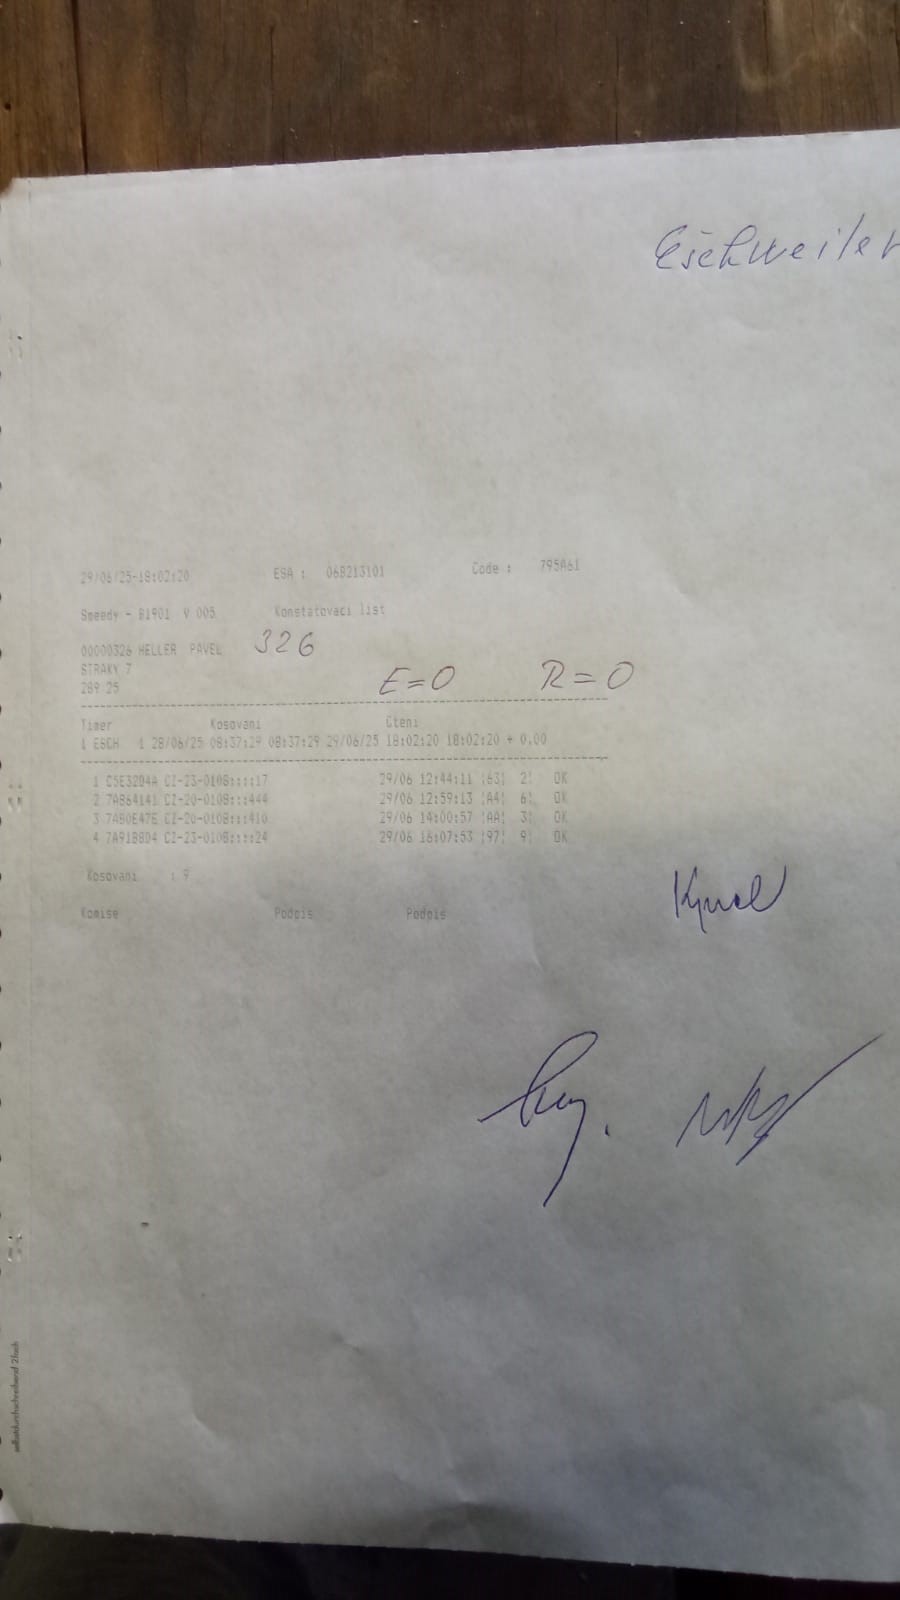 Eschweiler
29/06/25-18:02:20 ESA : 068213101 Code : 795A61
Speedy - B1901 V 005 Konstatovaci list
00000326 HELLER PAVEL 326
STRAKY 7
289 25 E=0 R=0
Timer Kosovani Cteni
1 ESCH 1 28/06/25 08:37:29 08:37:29 29/06/25 18:02:20 18:02:20 + 0.00
1 C5E32D4A CZ-23-0108::::17 29/06 12:44:11 [63] 2! OK
2 7AB64141 CZ-20-0108:::444 29/06 12:59:13 [A4] 6! OK
3 7AB0E47E CZ-20-0108:::410 29/06 14:00:57 [AA] 3! OK
4 7A91B8D4 CZ-23-0108::::24 29/06 16:07:53 [97] 9! OK
Kosovani : 9
Komise Podpis Podpis
selbstdurchschreibend 2fach